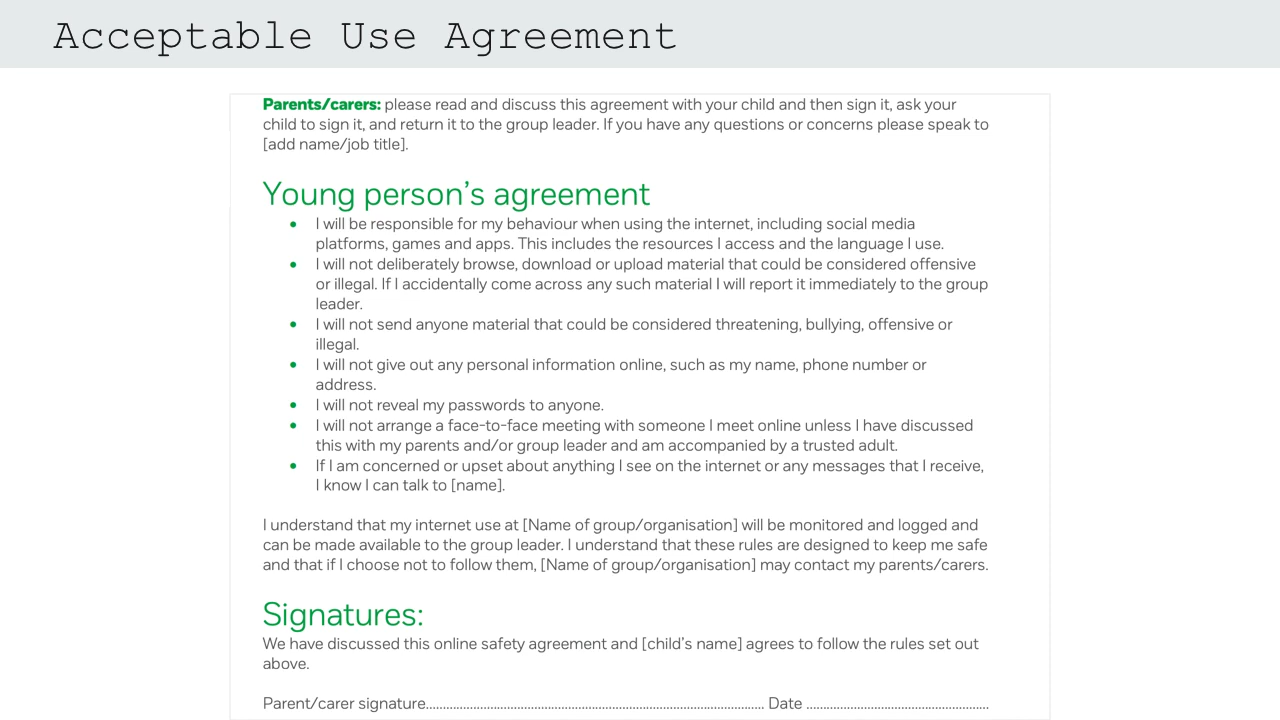 Acceptable Use Agreement
Parents/carers: please read and discuss this agreement with your child and then sign it, ask your
child to sign it, and return it to the group leader. If you have any questions or concerns please speak to
[add name/job title].
Young person’s agreement
• I will be responsible for my behaviour when using the internet, including social media
platforms, games and apps. This includes the resources I access and the language I use.
• I will not deliberately browse, download or upload material that could be considered offensive
or illegal. If I accidentally come across any such material I will report it immediately to the group
leader.
• I will not send anyone material that could be considered threatening, bullying, offensive or
illegal.
• I will not give out any personal information online, such as my name, phone number or
address.
• I will not reveal my passwords to anyone.
• I will not arrange a face-to-face meeting with someone I meet online unless I have discussed
this with my parents and/or group leader and am accompanied by a trusted adult.
• If I am concerned or upset about anything I see on the internet or any messages that I receive,
I know I can talk to [name].
I understand that my internet use at [Name of group/organisation] will be monitored and logged and
can be made available to the group leader. I understand that these rules are designed to keep me safe
and that if I choose not to follow them, [Name of group/organisation] may contact my parents/carers.
Signatures:
We have discussed this online safety agreement and [child’s name] agrees to follow the rules set out
above.
Parent/carer signature.................................................................................................... Date ......................................................